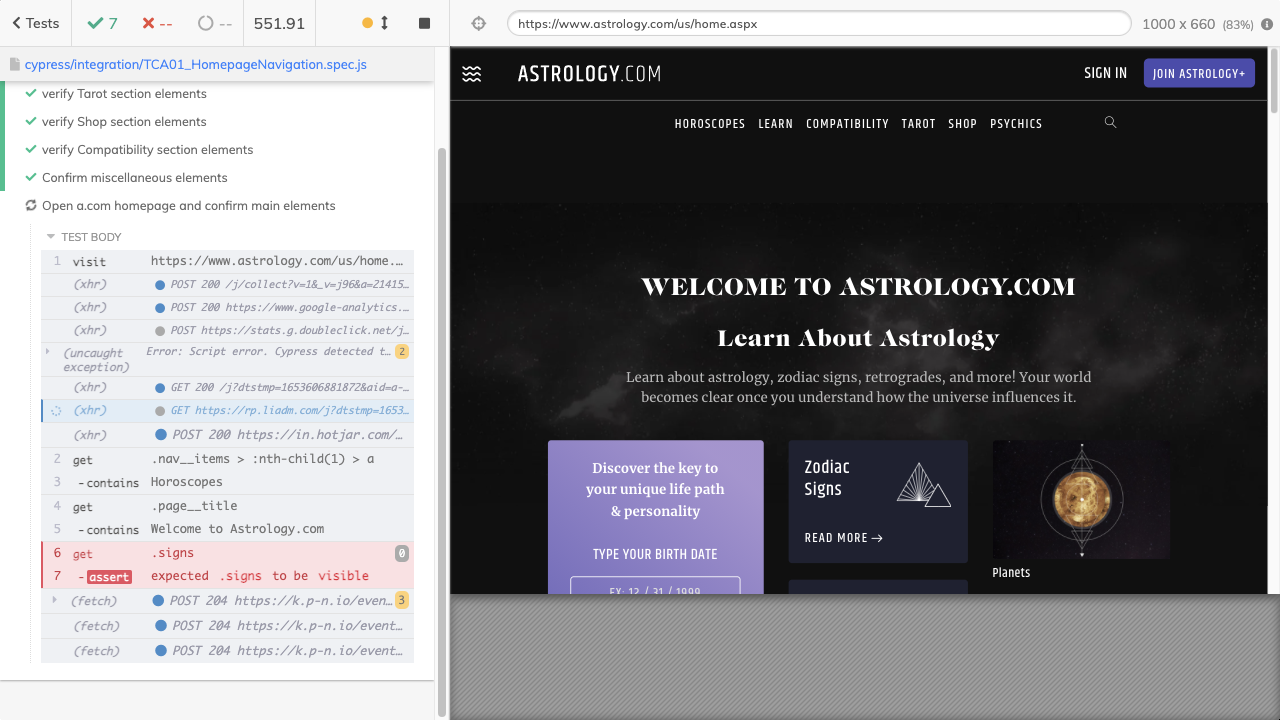 Tests
7
--
--
551.91
https://www.astrology.com/us/home.aspx
1000 x 660 (83%)
cypress/integration/TCA01_HomepageNavigation.spec.js
verify Tarot section elements
verify Shop section elements
verify Compatibility section elements
Confirm miscellaneous elements
Open a.com homepage and confirm main elements
TEST BODY
1 visit https://www.astrology.com/us/home.…
(xhr) POST 200 /j/collect?v=1&_v=j96&a=21415…
(xhr) POST 200 https://www.google-analytics.…
(xhr) POST https://stats.g.doubleclick.net/j…
(uncaught exception) Error: Script error. Cypress detected t… 2
(xhr) GET 200 /j?dtstmp=1653606881872&aid=a-…
(xhr) GET https://rp.liadm.com/j?dtstmp=1653…
(xhr) POST 200 https://in.hotjar.com/…
2 get .nav__items > :nth-child(1) > a
3 -contains Horoscopes
4 get .page__title
5 -contains Welcome to Astrology.com
6 get .signs 0
7 -assert expected .signs to be visible
(fetch) POST 204 https://k.p-n.io/even… 3
(fetch) POST 204 https://k.p-n.io/event…
(fetch) POST 204 https://k.p-n.io/event…
ASTROLOGY.COM
SIGN IN
JOIN ASTROLOGY+
HOROSCOPES LEARN COMPATIBILITY TAROT SHOP PSYCHICS
WELCOME TO ASTROLOGY.COM
Learn About Astrology
Learn about astrology, zodiac signs, retrogrades, and more! Your world
becomes clear once you understand how the universe influences it.
Discover the key to
your unique life path
& personality
TYPE YOUR BIRTH DATE
EX: 12 / 31 / 1999
Zodiac
Signs
READ MORE →
Planets